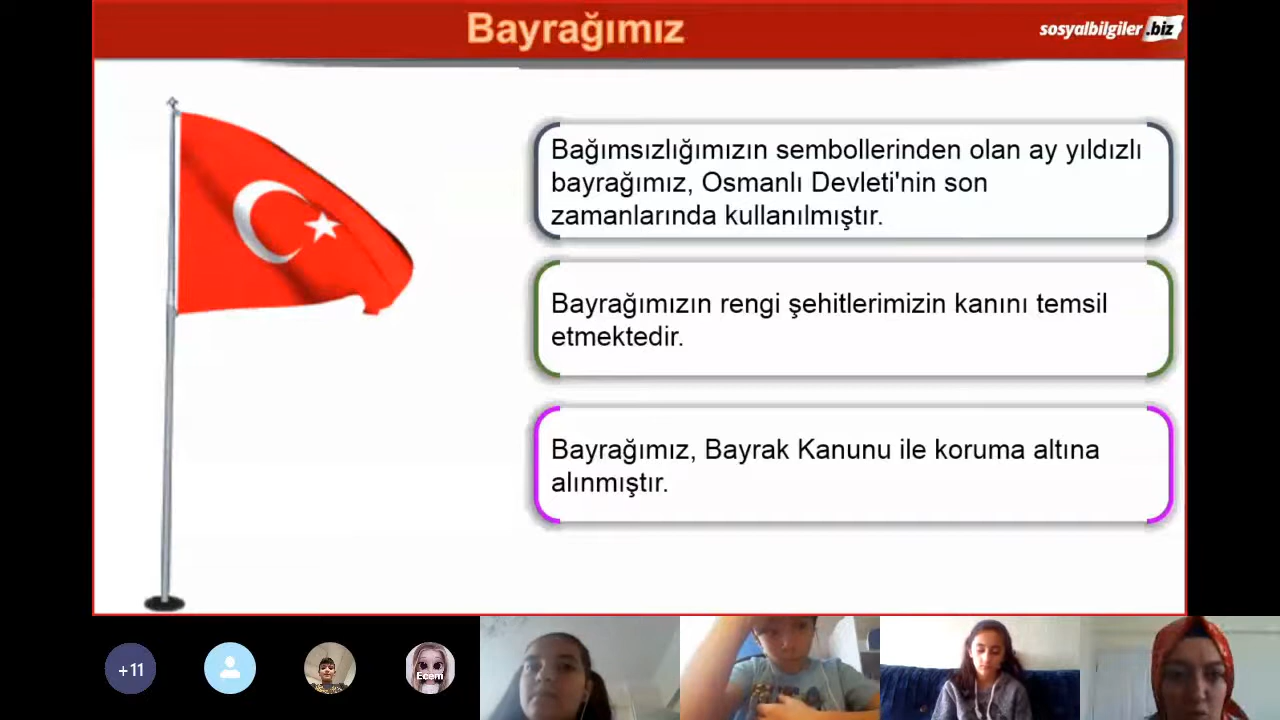 Bayrağımız
sosyalbilgiler.biz
Bağımsızlığımızın sembollerinden olan ay yıldızlı
bayrağımız, Osmanlı Devleti'nin son
zamanlarında kullanılmıştır.
Bayrağımızın rengi şehitlerimizin kanını temsil
etmektedir.
Bayrağımız, Bayrak Kanunu ile koruma altına
alınmıştır.
+11
Ecem